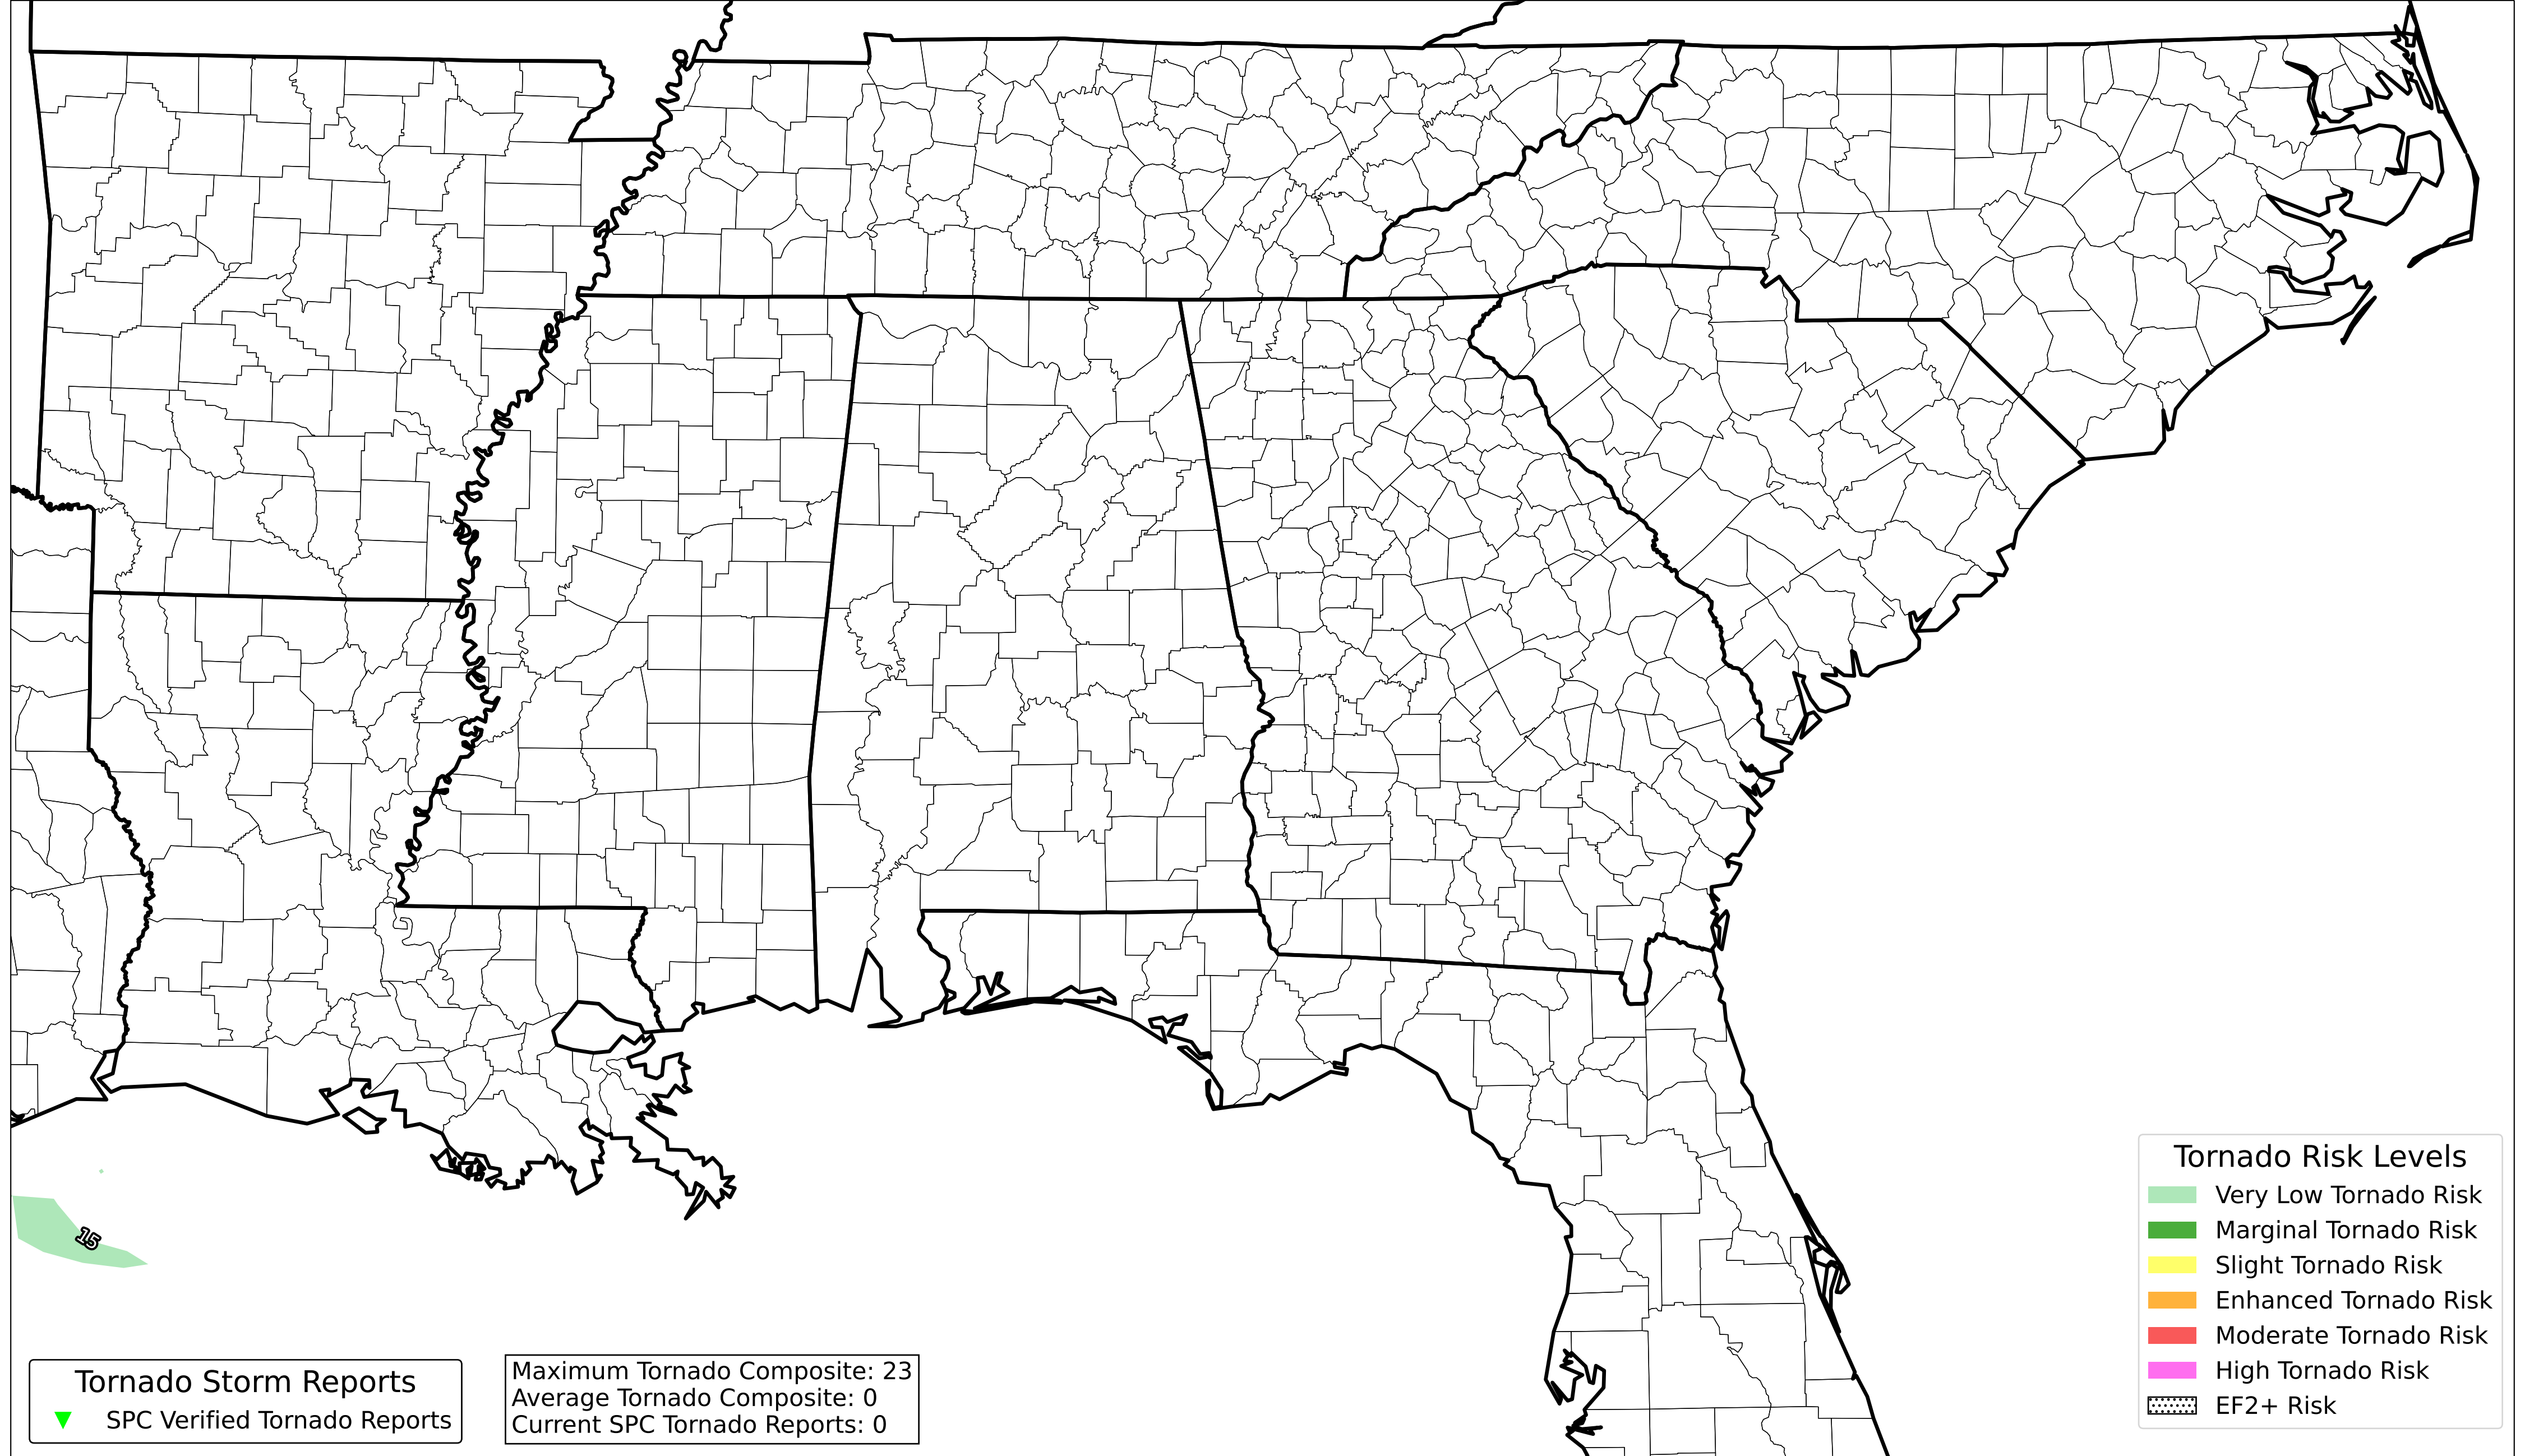 15
Tornado Storm Reports
SPC Verified Tornado Reports
Maximum Tornado Composite: 23
Average Tornado Composite: 0
Current SPC Tornado Reports: 0
Tornado Risk Levels
Very Low Tornado Risk
Marginal Tornado Risk
Slight Tornado Risk
Enhanced Tornado Risk
Moderate Tornado Risk
High Tornado Risk
EF2+ Risk